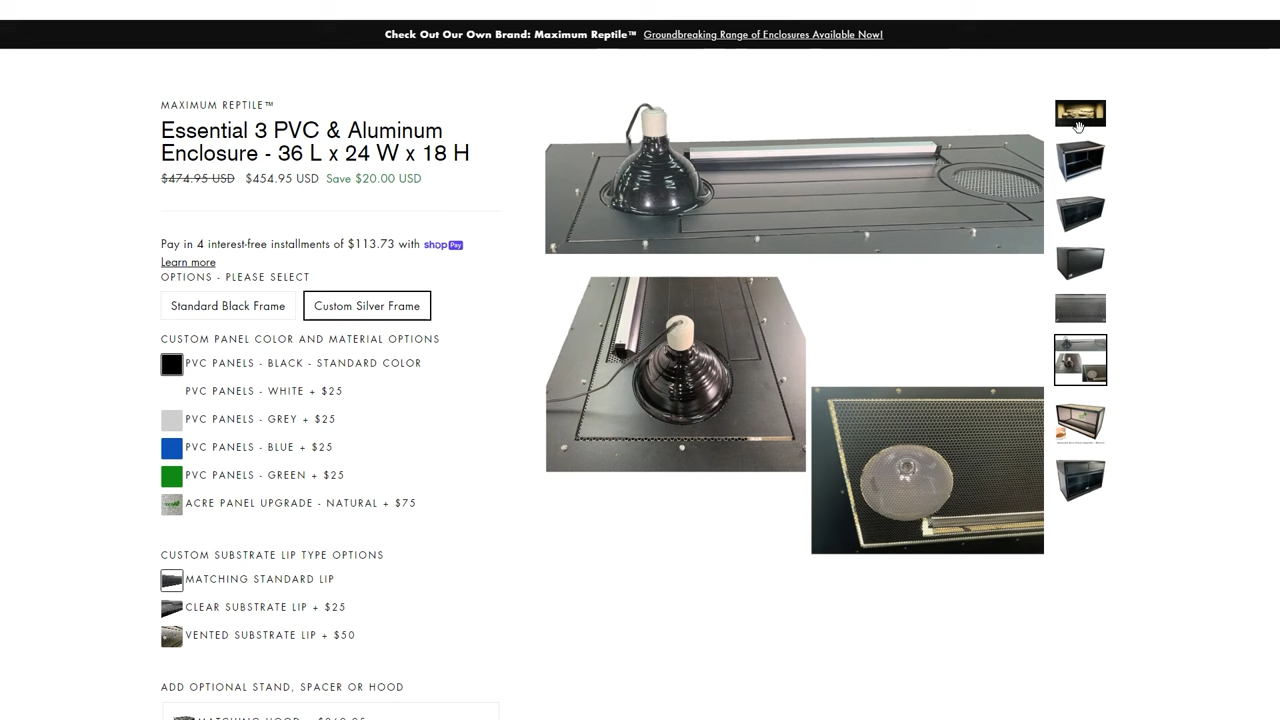 Check Out Our Own Brand: Maximum Reptile™ Groundbreaking Range of Enclosures Available Now!
MAXIMUM REPTILE™
Essential 3 PVC & Aluminum
Enclosure - 36 L x 24 W x 18 H
$474.95 USD $454.95 USD Save $20.00 USD
Pay in 4 interest-free installments of $113.73 with shop Pay
Learn more
OPTIONS - PLEASE SELECT
Standard Black Frame
Custom Silver Frame
CUSTOM PANEL COLOR AND MATERIAL OPTIONS
PVC PANELS - BLACK - STANDARD COLOR
PVC PANELS - WHITE + $25
PVC PANELS - GREY + $25
PVC PANELS - BLUE + $25
PVC PANELS - GREEN + $25
ACRE PANEL UPGRADE - NATURAL + $75
CUSTOM SUBSTRATE LIP TYPE OPTIONS
MATCHING STANDARD LIP
CLEAR SUBSTRATE LIP + $25
VENTED SUBSTRATE LIP + $50
ADD OPTIONAL STAND, SPACER OR HOOD